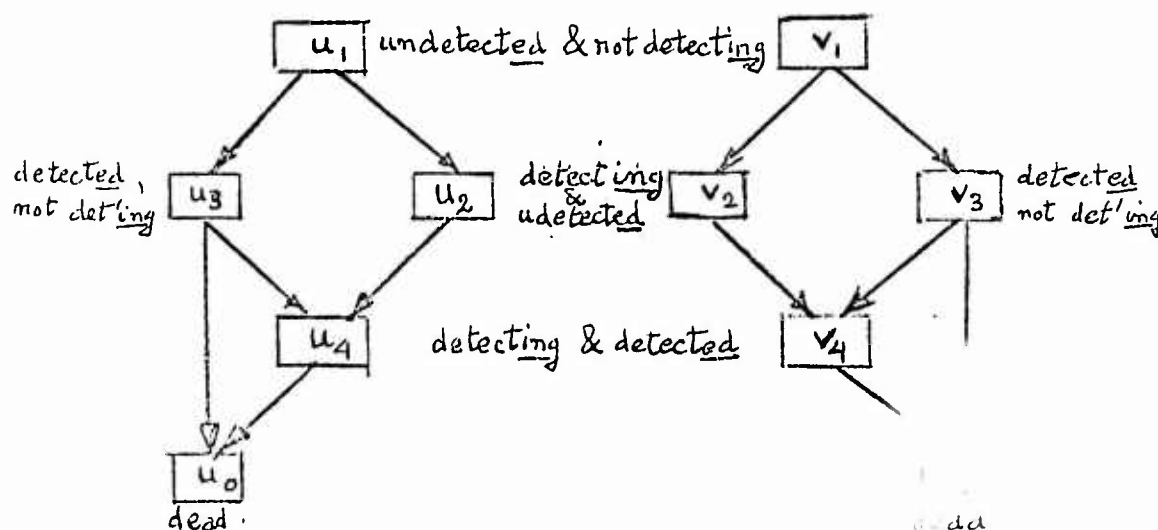 u1 undetected & not detecting v1
detected, not det'ing
u3
u2
detecting & udetected
v2
v3
detected not det'ing
u4 detecting & detected v4
u0
dead.